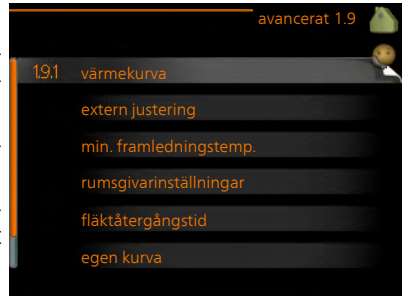 avancerat 1.9
1.9.1 värmekurva
extern justering
min. framledningstemp.
rumsgivarinställningar
fläktåtergångstid
egen kurva